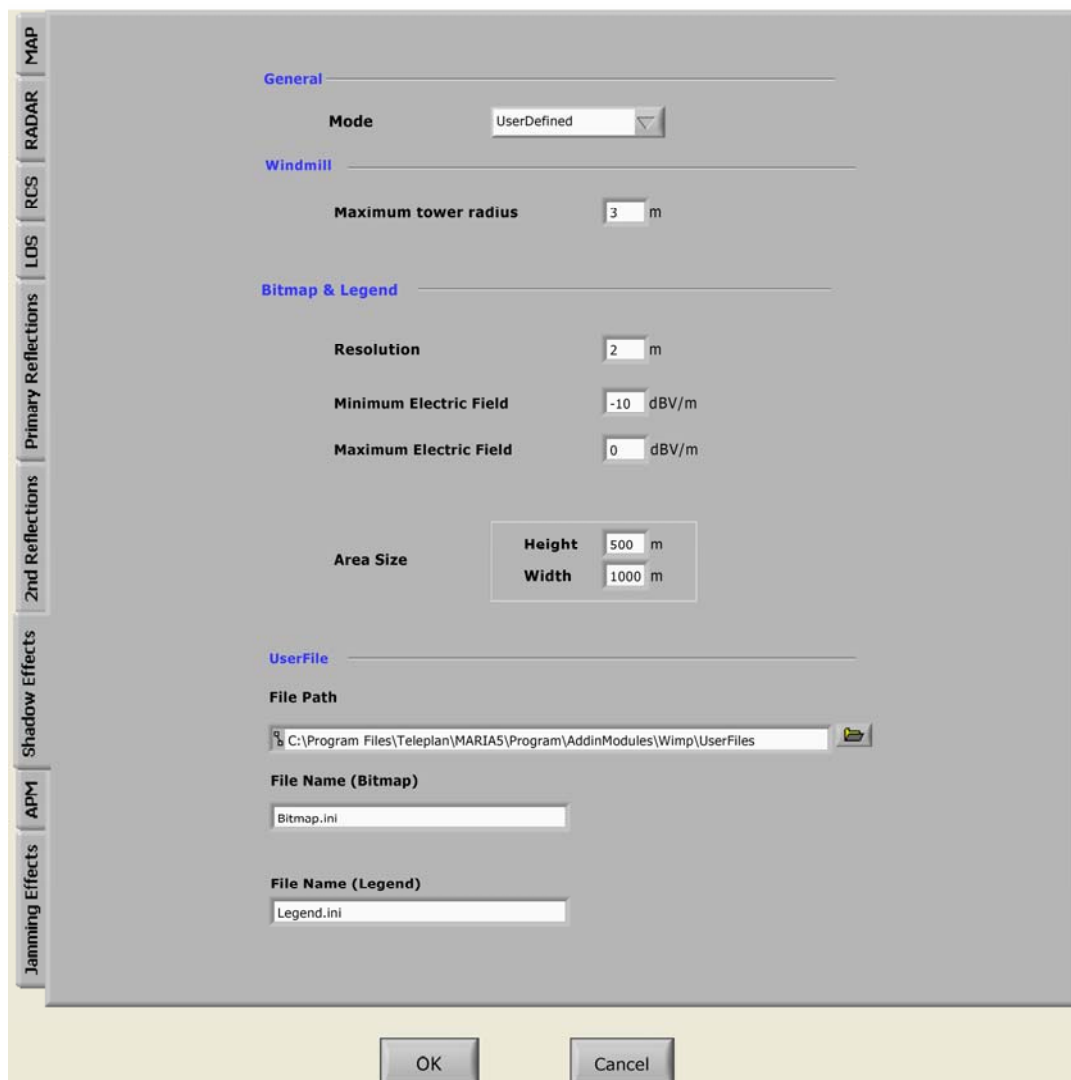 MAP
RADAR
RCS
LOS
Primary Reflections
2nd Reflections
Shadow Effects
APM
Jamming Effects
General
Mode UserDefined
Windmill
Maximum tower radius 3 m
Bitmap & Legend
Resolution 2 m
Minimum Electric Field -10 dBV/m
Maximum Electric Field 0 dBV/m
Area Size
Height 500 m
Width 1000 m
UserFile
File Path
C:\Program Files\Teleplan\MARIA5\Program\AddinModules\Wimp\UserFiles
File Name (Bitmap)
Bitmap.ini
File Name (Legend)
Legend.ini
OK Cancel